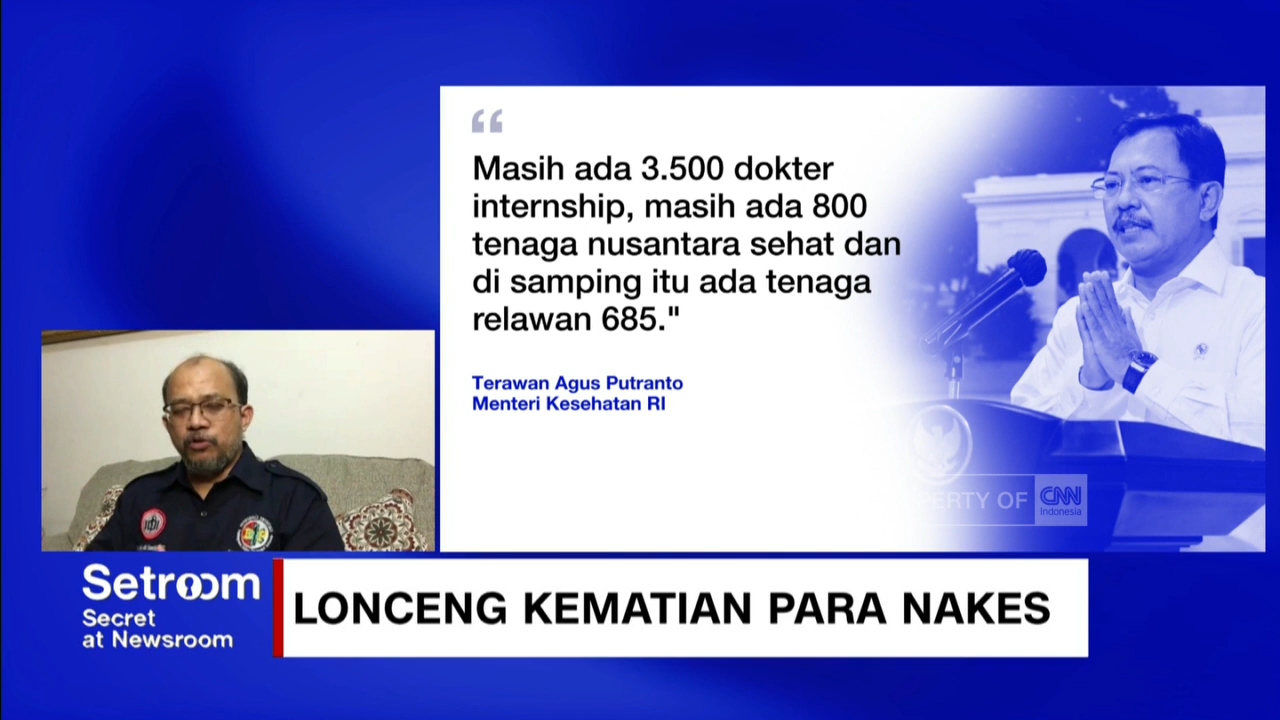 “
Masih ada 3.500 dokter
internship, masih ada 800
tenaga nusantara sehat dan
di samping itu ada tenaga
relawan 685."
Terawan Agus Putranto
Menteri Kesehatan RI
PERTY OF
CNN
Indonesia
Setroom
Secret
at Newsroom
LONCENG KEMATIAN PARA NAKES